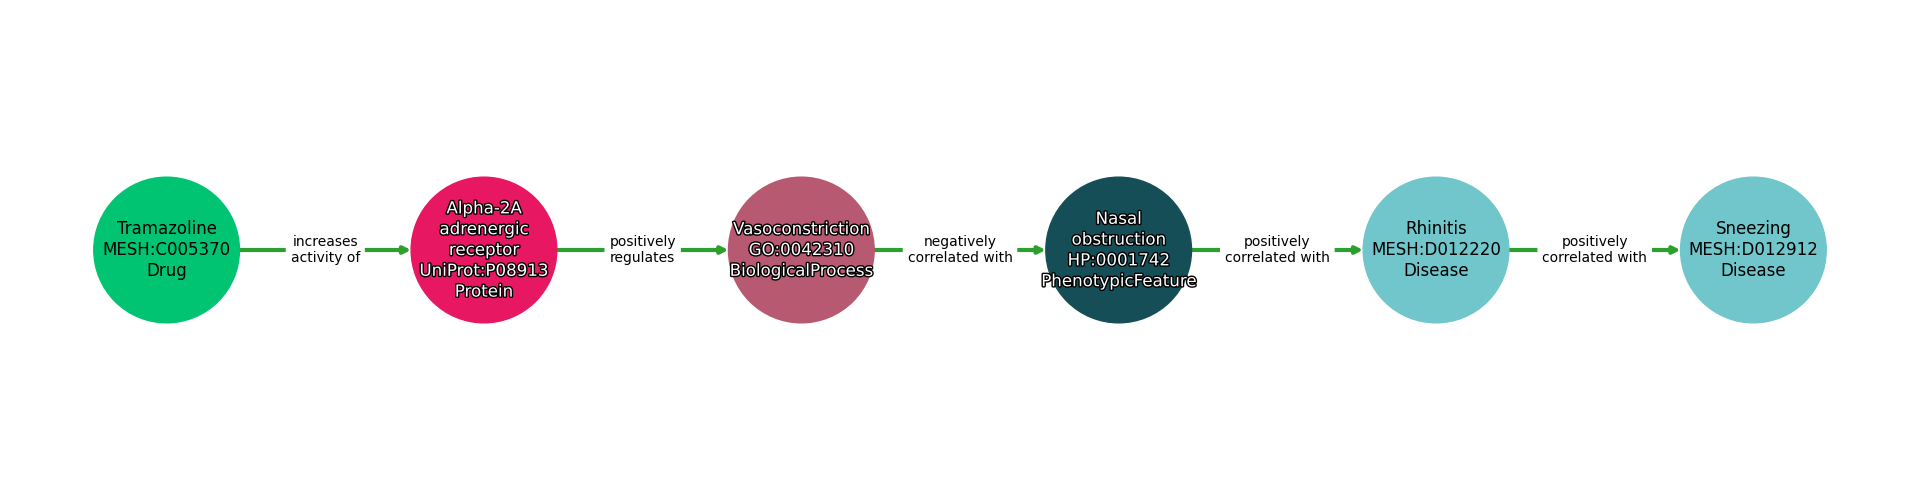 Tramazoline
MESH:C005370
Drug
increases
activity of
Alpha-2A
adrenergic
receptor
UniProt:P08913
Protein
positively
regulates
Vasoconstriction
GO:0042310
BiologicalProcess
negatively
correlated with
Nasal
obstruction
HP:0001742
PhenotypicFeature
positively
correlated with
Rhinitis
MESH:D012220
Disease
positively
correlated with
Sneezing
MESH:D012912
Disease